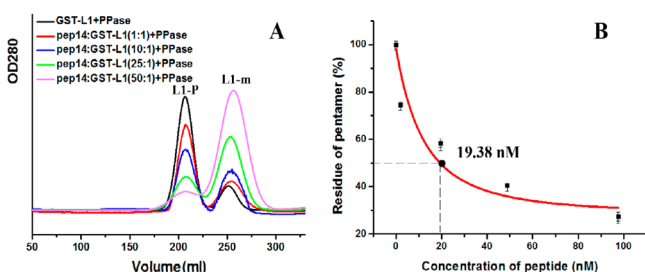 GST-L1+PPase
pep14:GST-L1(1:1)+PPase
pep14:GST-L1(10:1)+PPase
pep14:GST-L1(25:1)+PPase
pep14:GST-L1(50:1)+PPase
A
L1-P
L1-m
OD280
50 100 150 200 250 300
Volume(ml)
B
Residue of pentamer (%)
100
80
60
40
20
19.38 nM
0 20 40 60 80 100
Concentration of peptide (nM)